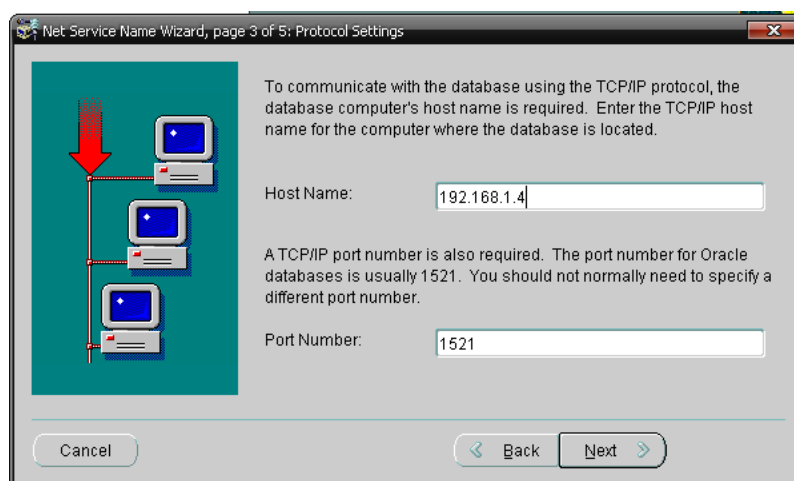 Net Service Name Wizard, page 3 of 5: Protocol Settings
To communicate with the database using the TCP/IP protocol, the
database computer's host name is required. Enter the TCP/IP host
name for the computer where the database is located.
Host Name:
192.168.1.4
A TCP/IP port number is also required. The port number for Oracle
databases is usually 1521. You should not normally need to specify a
different port number.
Port Number:
1521
Cancel
Back
Next